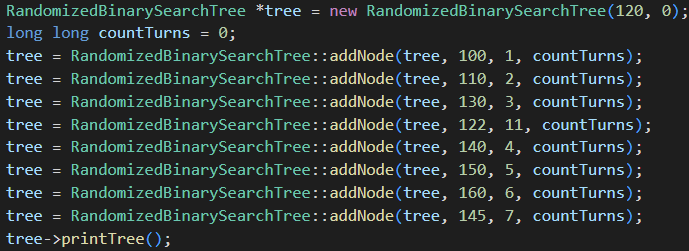 RandomizedBinarySearchTree *tree = new RandomizedBinarySearchTree(120, 0);
long long countTurns = 0;
tree = RandomizedBinarySearchTree::addNode(tree, 100, 1, countTurns);
tree = RandomizedBinarySearchTree::addNode(tree, 110, 2, countTurns);
tree = RandomizedBinarySearchTree::addNode(tree, 130, 3, countTurns);
tree = RandomizedBinarySearchTree::addNode(tree, 122, 11, countTurns);
tree = RandomizedBinarySearchTree::addNode(tree, 140, 4, countTurns);
tree = RandomizedBinarySearchTree::addNode(tree, 150, 5, countTurns);
tree = RandomizedBinarySearchTree::addNode(tree, 160, 6, countTurns);
tree = RandomizedBinarySearchTree::addNode(tree, 145, 7, countTurns);
tree->printTree();